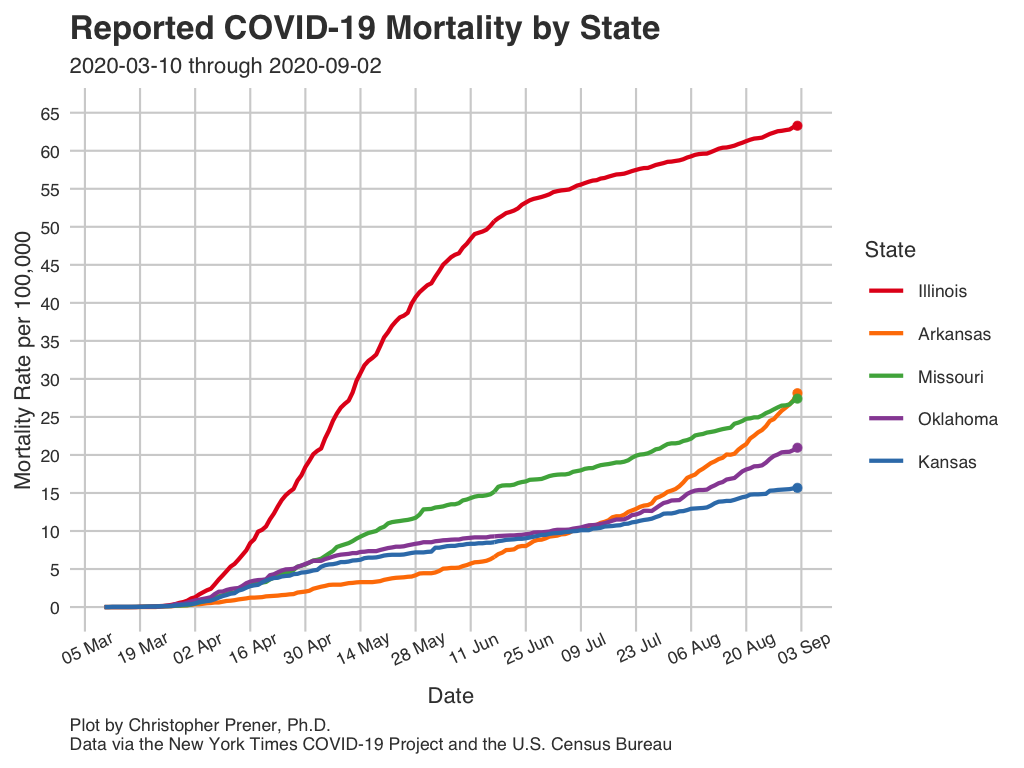 Reported COVID-19 Mortality by State
2020-03-10 through 2020-09-02
Mortality Rate per 100,000
65
60
55
50
45
40
35
30
25
20
15
10
5
0
05 Mar
19 Mar
02 Apr
16 Apr
30 Apr
14 May
28 May
11 Jun
25 Jun
09 Jul
23 Jul
06 Aug
20 Aug
03 Sep
Date
State
Illinois
Arkansas
Missouri
Oklahoma
Kansas
Plot by Christopher Prener, Ph.D.
Data via the New York Times COVID-19 Project and the U.S. Census Bureau